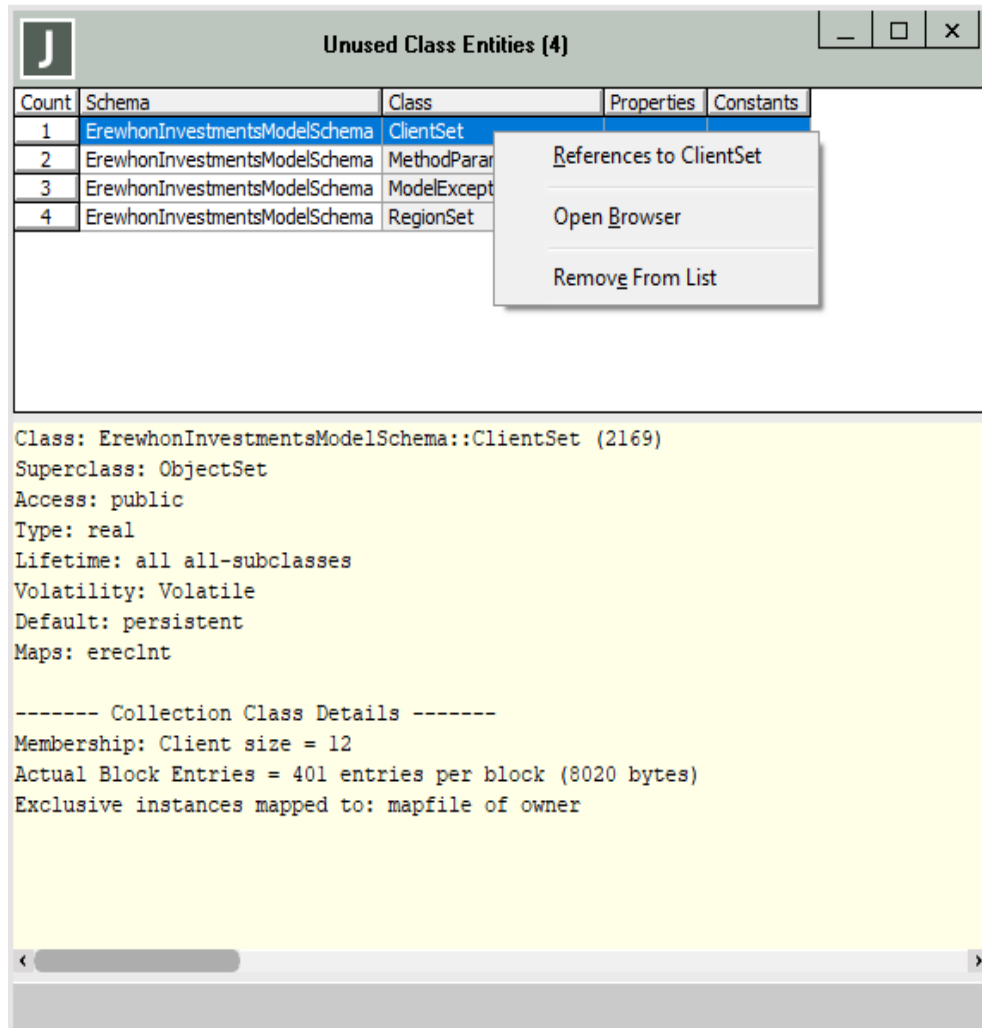 J
Unused Class Entities (4)
Count Schema Class Properties Constants
1 ErewhonInvestmentsModelSchema ClientSet
2 ErewhonInvestmentsModelSchema MethodParar
3 ErewhonInvestmentsModelSchema ModelExcept
4 ErewhonInvestmentsModelSchema RegionSet
References to ClientSet
Open Browser
Remove From List
Class: ErewhonInvestmentsModelSchema::ClientSet (2169)
Superclass: ObjectSet
Access: public
Type: real
Lifetime: all all-subclasses
Volatility: Volatile
Default: persistent
Maps: ereclnt
------- Collection Class Details -------
Membership: Client size = 12
Actual Block Entries = 401 entries per block (8020 bytes)
Exclusive instances mapped to: mapfile of owner